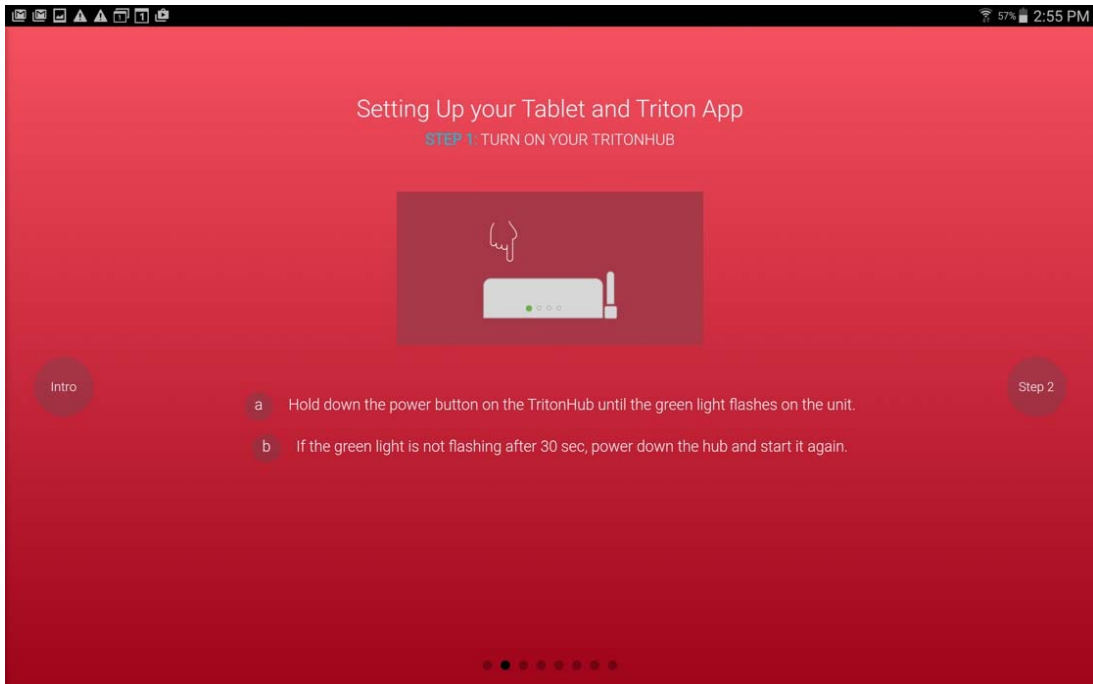 57% 2:55 PM
Setting Up your Tablet and Triton App
STEP 1: TURN ON YOUR TRITONHUB
Intro
Step 2
a Hold down the power button on the TritonHub until the green light flashes on the unit.
b If the green light is not flashing after 30 sec, power down the hub and start it again.